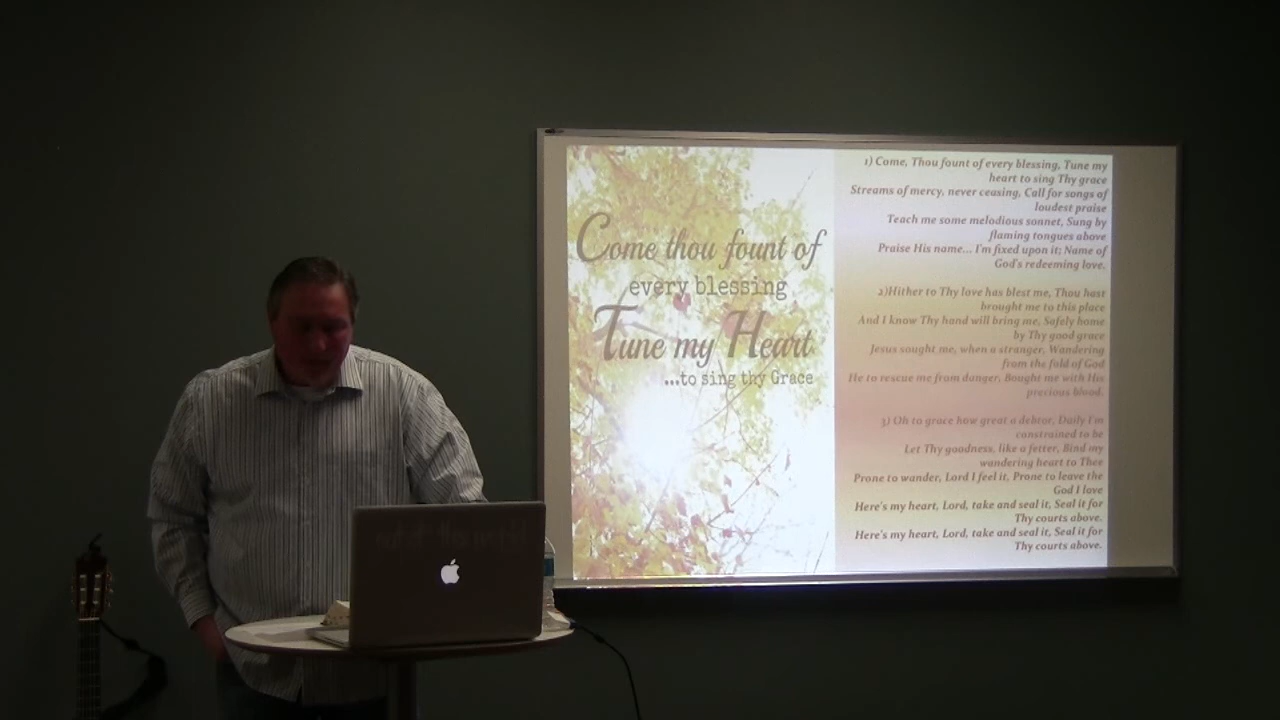 Come thou fount of
every blessing
Tune my Heart
...to sing thy Grace
1) Come, Thou fount of every blessing, Tune my
heart to sing Thy grace
Streams of mercy, never ceasing, Call for songs of
loudest praise
Teach me some melodious sonnet, Sung by
flaming tongues above
Praise His name... I'm fixed upon it; Name of
God's redeeming love.
2)Hither to Thy love has blest me, Thou hast
brought me to this place
And I know Thy hand will bring me, Safely home
by Thy good grace
Jesus sought me, when a stranger, Wandering
from the fold of God
He to rescue me from danger, Bought me with His
precious blood.
3) Oh to grace how great a debtor, Daily I'm
constrained to be
Let Thy goodness, like a fetter, Bind my
wandering heart to Thee
Prone to wander, Lord I feel it, Prone to leave the
God I love
Here's my heart, Lord, take and seal it, Seal it for
Thy courts above.
Here's my heart, Lord, take and seal it, Seal it for
Thy courts above.